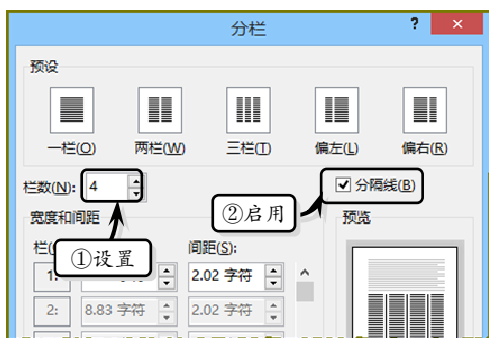 分栏 ? ×
预设
一栏(O) 两栏(W) 三栏(T) 偏左(L) 偏右(R)
栏数(N): 4 分隔线(B)
②启用
宽度和间距 预览
①设置
栏( 间距(S):
1: 2.02 字符
2: 8.83 字符 2.02 字符